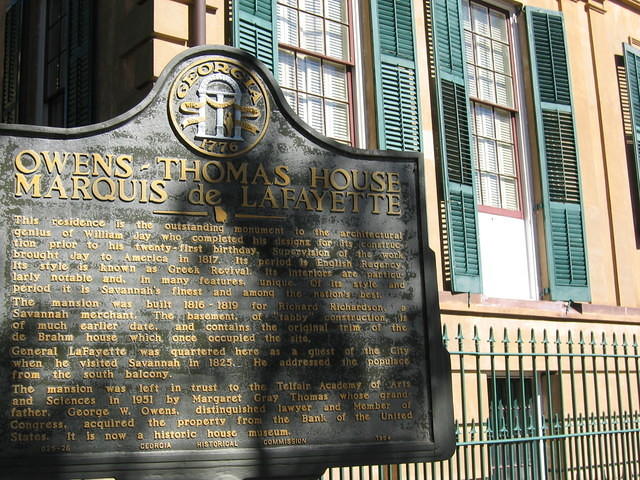 GEORGIA
1776
OWENS-THOMAS HOUSE
MARQUIS de LAFAYETTE
This residence is the outstanding monument to the architectural
genius of William Jay who completed his designs for its construc-
tion prior to his twenty-first birthday. Supervision of the work
brought Jay to America in 1817. Its period is English Regency.
Its style is known as Greek Revival. Its interiors are particu-
larly notable and, in many features, unique. Of its style and
period it is Savannah's finest and among the nation's best.
The mansion was built 1816-1819 for Richard Richardson, a
Savannah merchant. The basement, of "tabby" construction, is
of much earlier date, and contains the original trim of the
de Brahm house which once occupied the site.
General LaFayette was quartered here as a guest of the City
when he visited Savannah in 1825. He addressed the populace
from the south balcony.
The mansion was left in trust to the Telfair Academy of Arts
and Sciences in 1951 by Margaret Gray Thomas whose grand-
father, George W. Owens, distinguished lawyer and Member of
Congress, acquired the property from the Bank of the United
States. It is now a historic house museum.
025-26 GEORGIA HISTORICAL COMMISSION 1954